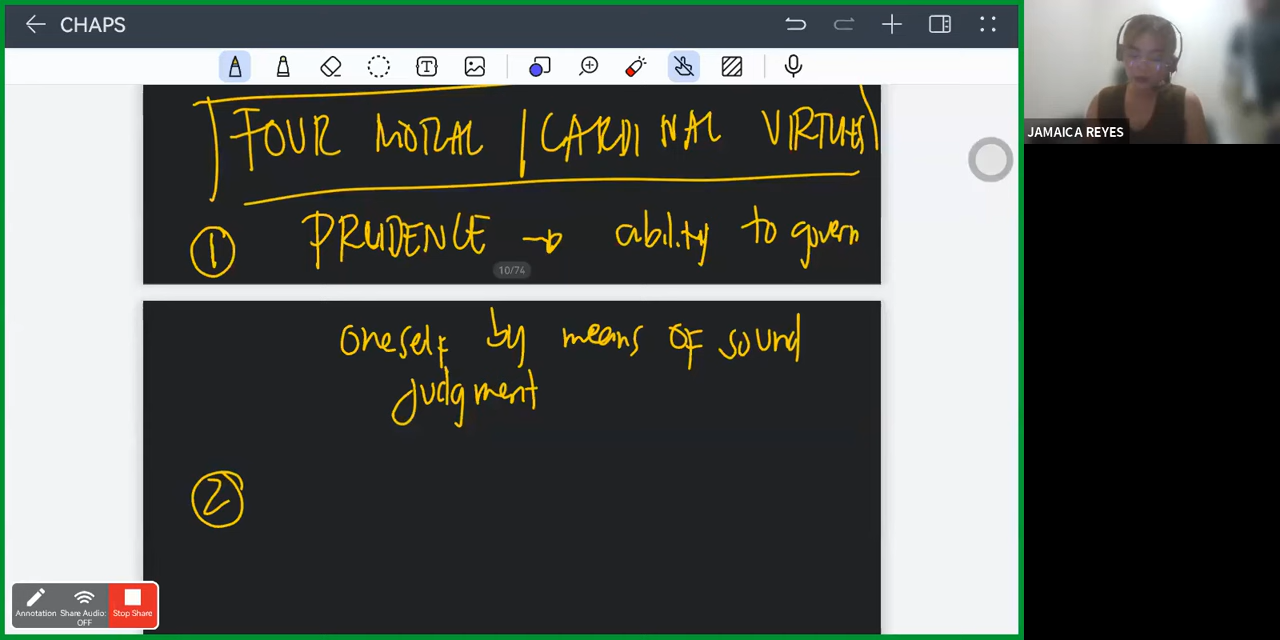 CHAPS
FOUR MORAL | CARDINAL VIRTUES
① PRUDENCE → ability to govern
10/74
oneself by means of sound
judgment
②
Annotation
Share Audio: OFF
Stop Share
JAMAICA REYES